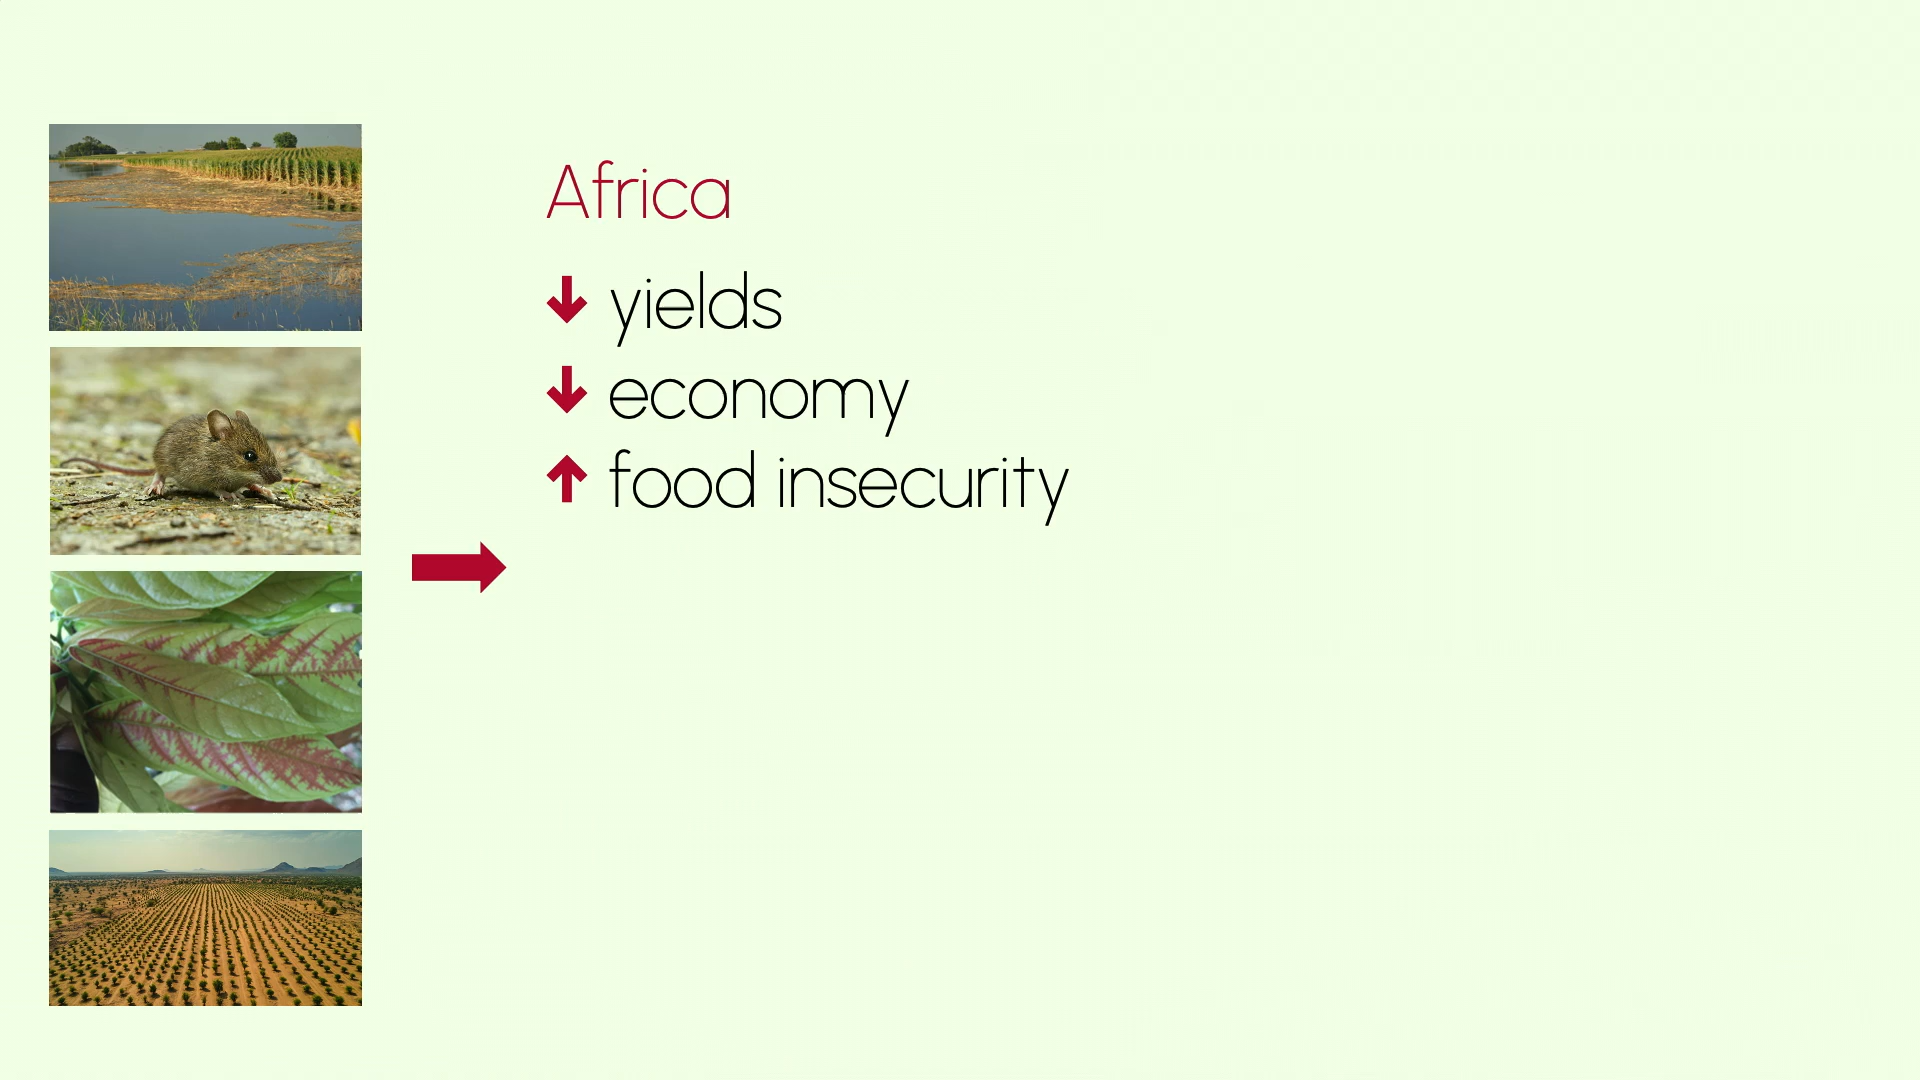 Africa
↓ yields
↓ economy
↑ food insecurity